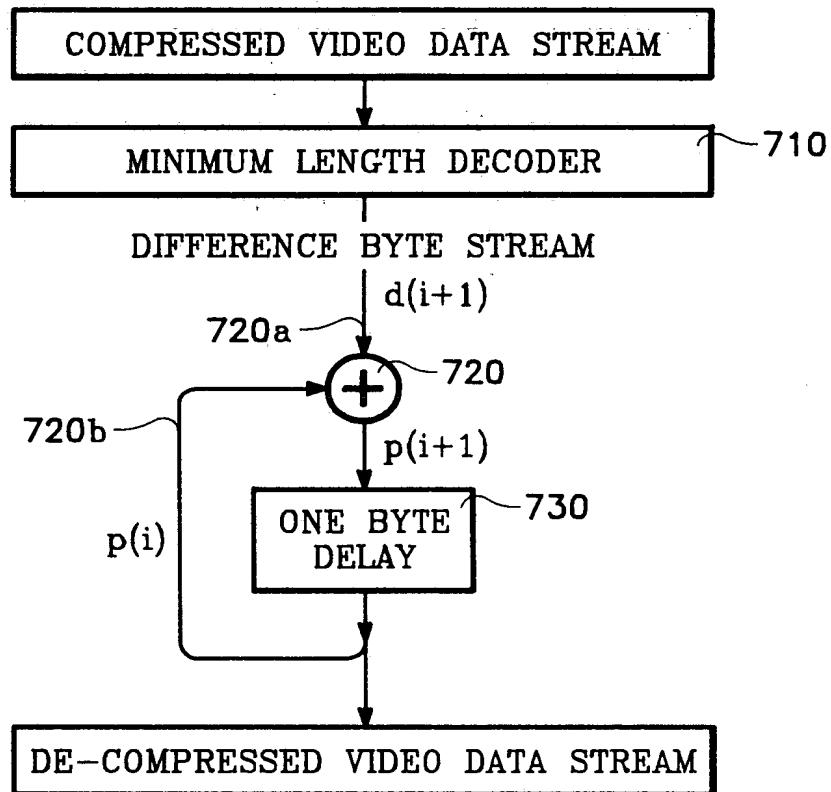 COMPRESSED VIDEO DATA STREAM
MINIMUM LENGTH DECODER
710
DIFFERENCE BYTE STREAM
d(i+1)
720a
720
720b
p(i+1)
730
ONE BYTE
DELAY
p(i)
DE-COMPRESSED VIDEO DATA STREAM